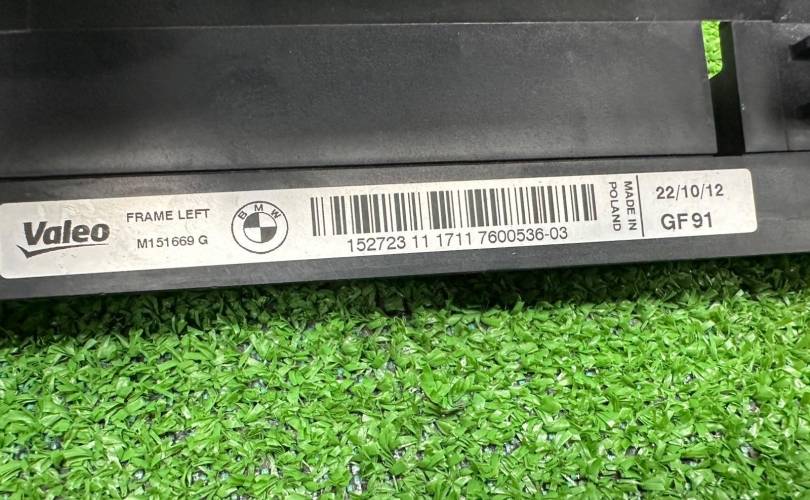 Valeo
FRAME LEFT
M151669 G
BMW
152723 11 1711 7600536-03
MADE IN
POLAND
22/10/12
GF91